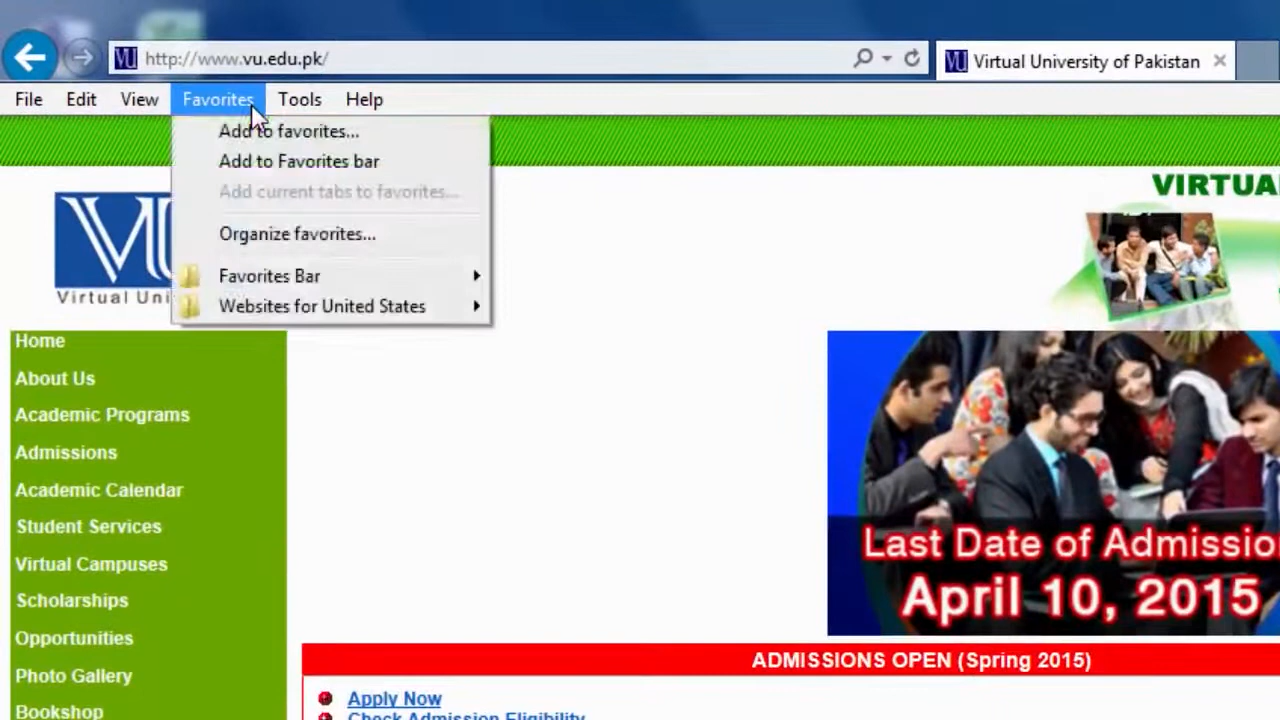 http://www.vu.edu.pk/
Virtual University of Pakistan
File Edit View Favorites Tools Help
Add to favorites...
Add to Favorites bar
Add current tabs to favorites...
Organize favorites...
Favorites Bar
Websites for United States
VU
Virtual Uni
VIRTUA
Home
About Us
Academic Programs
Admissions
Academic Calendar
Student Services
Virtual Campuses
Scholarships
Opportunities
Photo Gallery
Bookshop
Last Date of Admissio
April 10, 2015
ADMISSIONS OPEN (Spring 2015)
Apply Now
Check Admission Eligibility